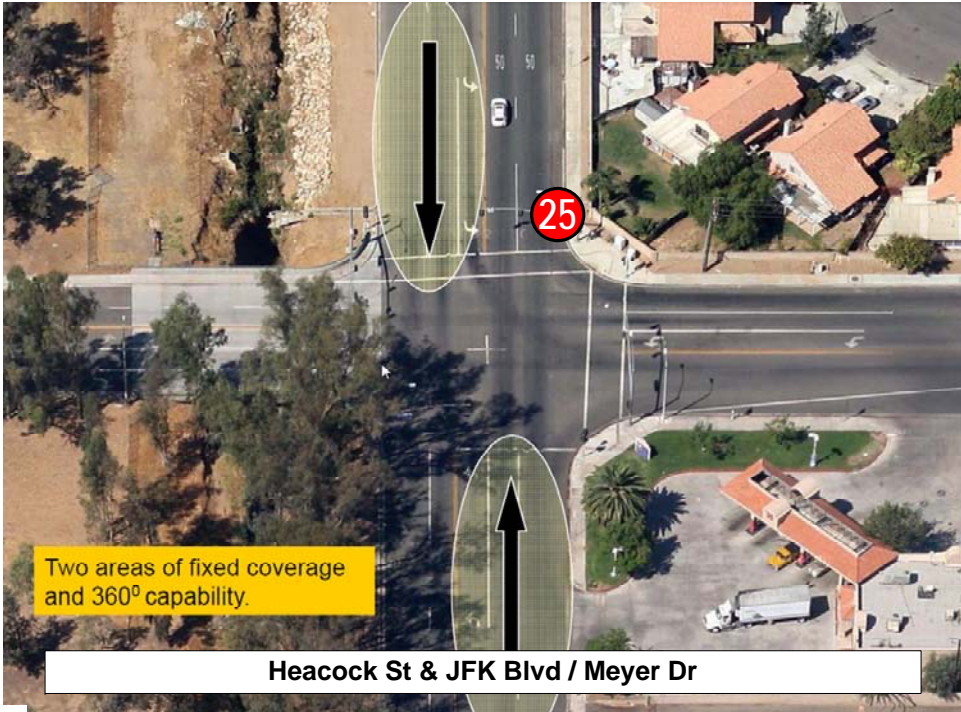 50 50
25
Two areas of fixed coverage
and 360⁰ capability.
Heacock St & JFK Blvd / Meyer Dr